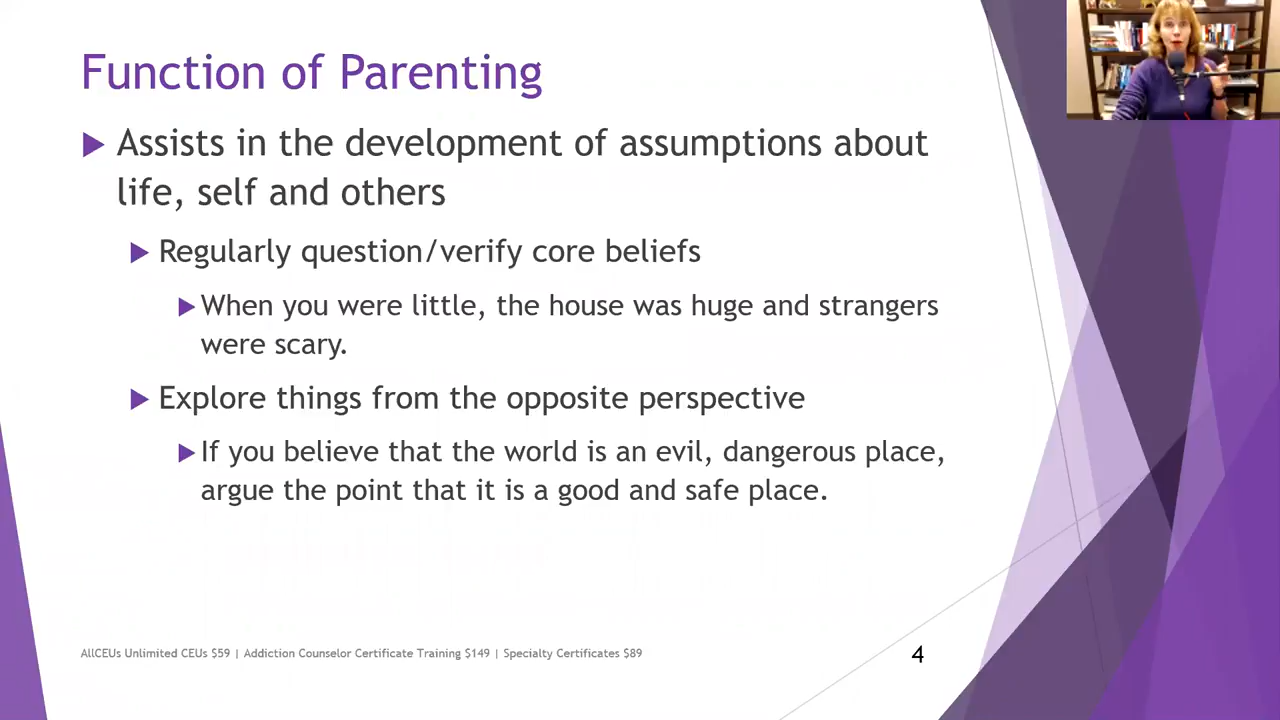 Function of Parenting
Assists in the development of assumptions about
life, self and others
Regularly question/verify core beliefs
When you were little, the house was huge and strangers
were scary.
Explore things from the opposite perspective
If you believe that the world is an evil, dangerous place,
argue the point that it is a good and safe place.
AllCEUs Unlimited CEUs $59 | Addiction Counselor Certificate Training $149 | Specialty Certificates $89
4